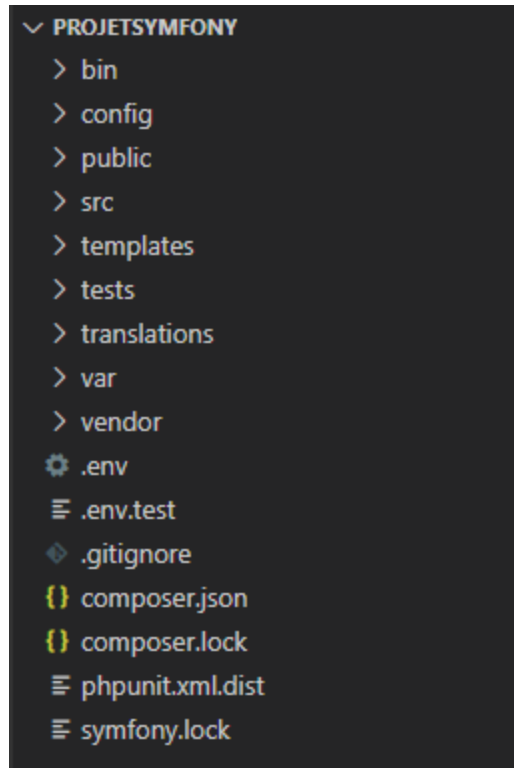 PROJETSYMFONY
bin
config
public
src
templates
tests
translations
var
vendor
.env
.env.test
.gitignore
composer.json
composer.lock
phpunit.xml.dist
symfony.lock